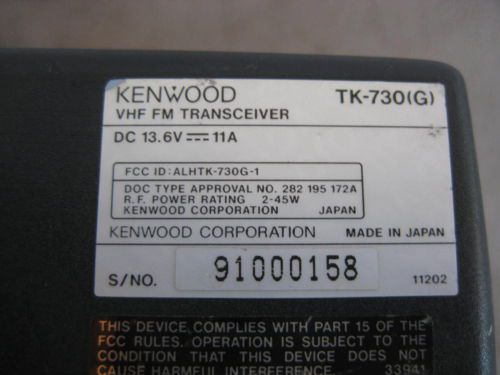 KENWOOD TK-730(G)
VHF FM TRANSCEIVER
DC 13.6V⎓11A
FCC ID:ALHTK-730G-1
DOC TYPE APPROVAL NO. 282 195 172A
R.F. POWER RATING 2-45W
KENWOOD CORPORATION JAPAN
KENWOOD CORPORATION MADE IN JAPAN
S/NO. 91000158 11202
THIS DEVICE COMPLIES WITH PART 15 OF THE
FCC RULES. OPERATION IS SUBJECT TO THE
CONDITION THAT THIS DEVICE DOES NOT
CAUSE HARMFUL INTERFERENCE. 33941